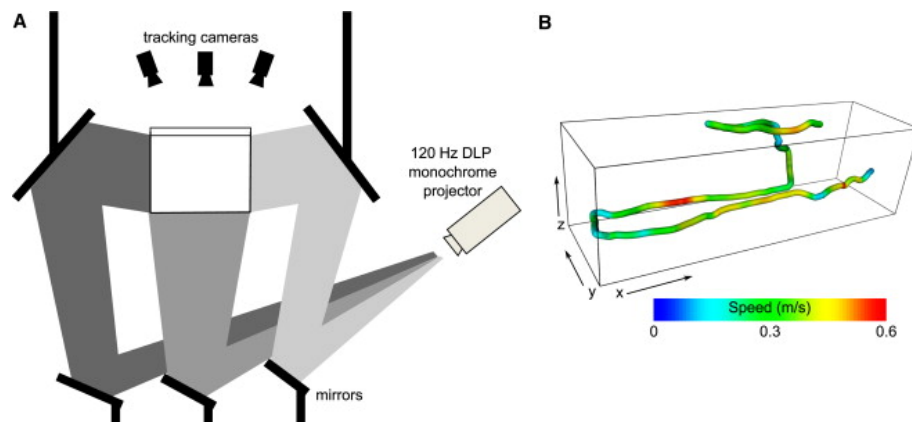 A
tracking cameras
120 Hz DLP
monochrome
projector
mirrors
B
z
y
x
Speed (m/s)
0
0.3
0.6